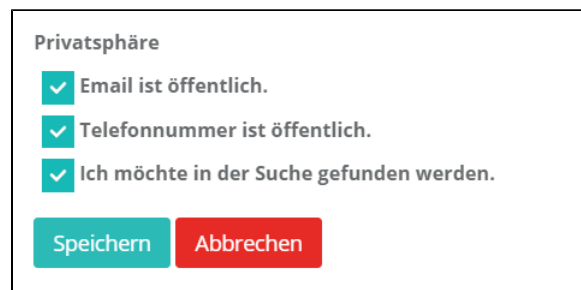 Privatsphäre
Email ist öffentlich.
Telefonnummer ist öffentlich.
Ich möchte in der Suche gefunden werden.
Speichern Abbrechen